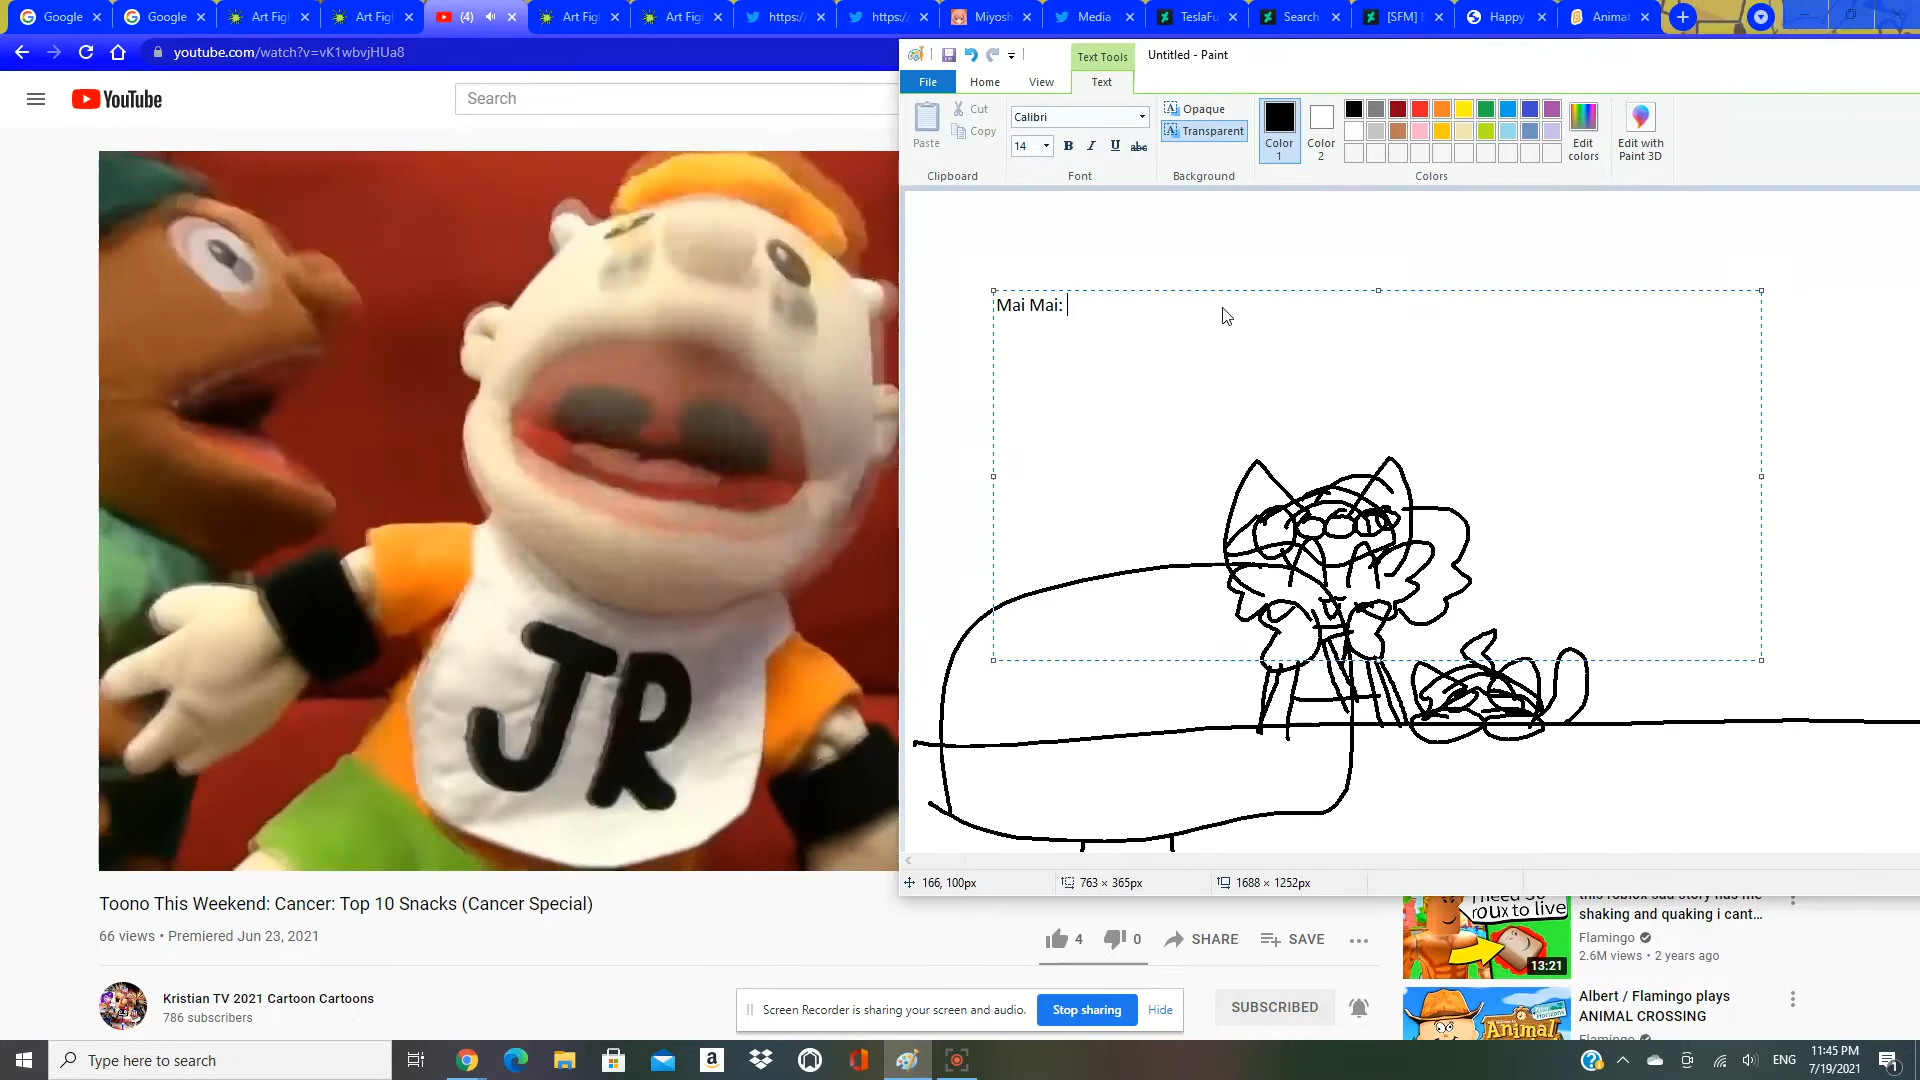 Google
Google
Art Figh
Art Figh
(4)
Art Figh
Art Figh
https:/
https:/
Miyosh
Media
TeslaFu
Search
[SFM] E
Happy
Animat
youtube.com/watch?v=vK1wbvjHUa8
YouTube
Search
Text Tools
Untitled - Paint
File
Home
View
Text
Paste
Cut
Copy
Clipboard
Calibri
14
B
I
U
abc
Font
Opaque
Transparent
Background
Color 1
Color 2
Edit colors
Edit with Paint 3D
Colors
Mai Mai:
JR
166, 100px
763 × 365px
1688 × 1252px
Toono This Weekend: Cancer: Top 10 Snacks (Cancer Special)
66 views • Premiered Jun 23, 2021
4
0
SHARE
SAVE
Kristian TV 2021 Cartoon Cartoons
786 subscribers
Screen Recorder is sharing your screen and audio.
Stop sharing
Hide
SUBSCRIBED
roux to live
13:21
shaking and quaking i cant...
Flamingo
2.6M views • 2 years ago
Animal
Albert / Flamingo plays
ANIMAL CROSSING
Type here to search
ENG
11:45 PM
7/19/2021
1